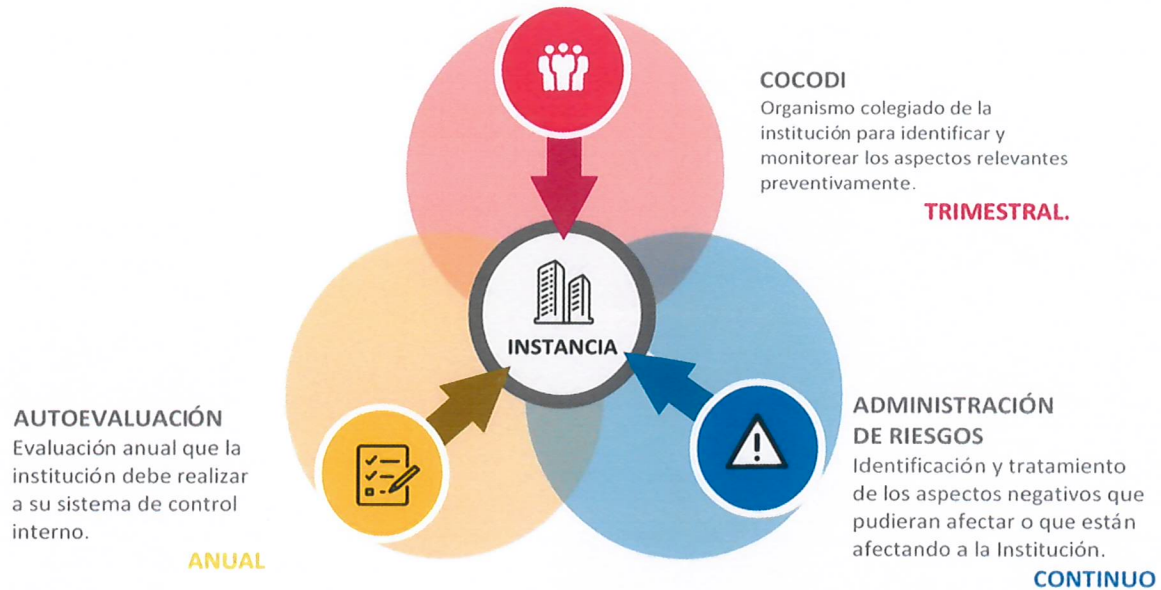 COCODI
Organismo colegiado de la
institución para identificar y
monitorear los aspectos relevantes
preventivamente.
TRIMESTRAL.
INSTANCIA
AUTOEVALUACIÓN
Evaluación anual que la
institución debe realizar
a su sistema de control
interno.
ANUAL
ADMINISTRACIÓN
DE RIESGOS
Identificación y tratamiento
de los aspectos negativos que
pudieran afectar o que están
afectando a la Institución.
CONTINUO